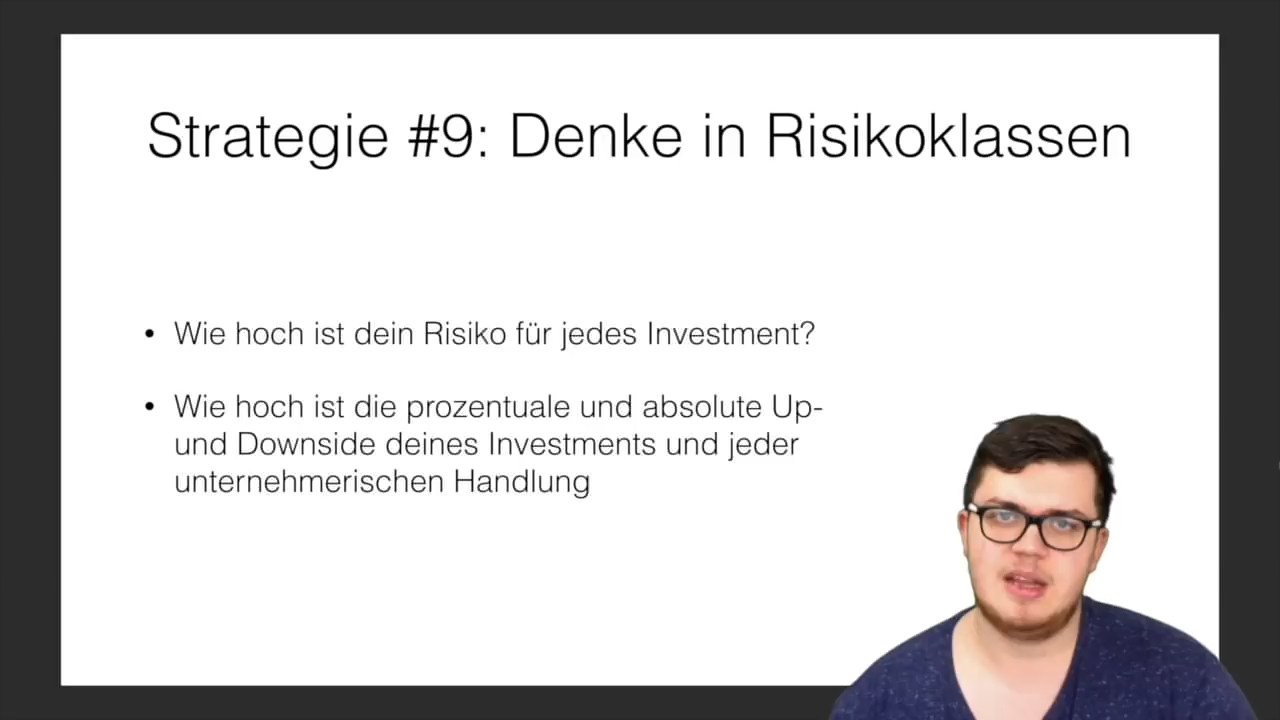 Strategie #9: Denke in Risikoklassen
• Wie hoch ist dein Risiko für jedes Investment?
• Wie hoch ist die prozentuale und absolute Up-
und Downside deines Investments und jeder
unternehmerischen Handlung